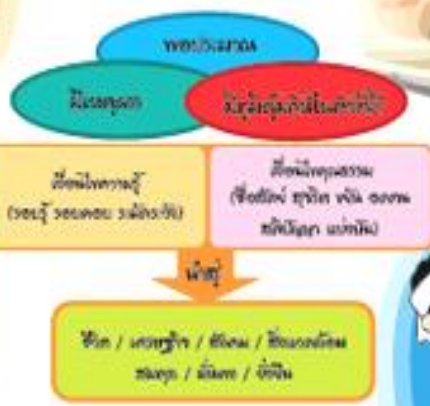 พอประมาณ
มีเหตุผล
มีภูมิคุ้มกันในตัวที่ดี
เงื่อนไขความรู้
(รอบรู้ รอบคอบ ระมัดระวัง)
เงื่อนไขคุณธรรม
(ซื่อสัตย์ สุจริต ขยัน อดทน
สติปัญญา แบ่งปัน)
นำสู่
ชีวิต / เศรษฐกิจ / สังคม / สิ่งแวดล้อม
สมดุล / มั่นคง / ยั่งยืน